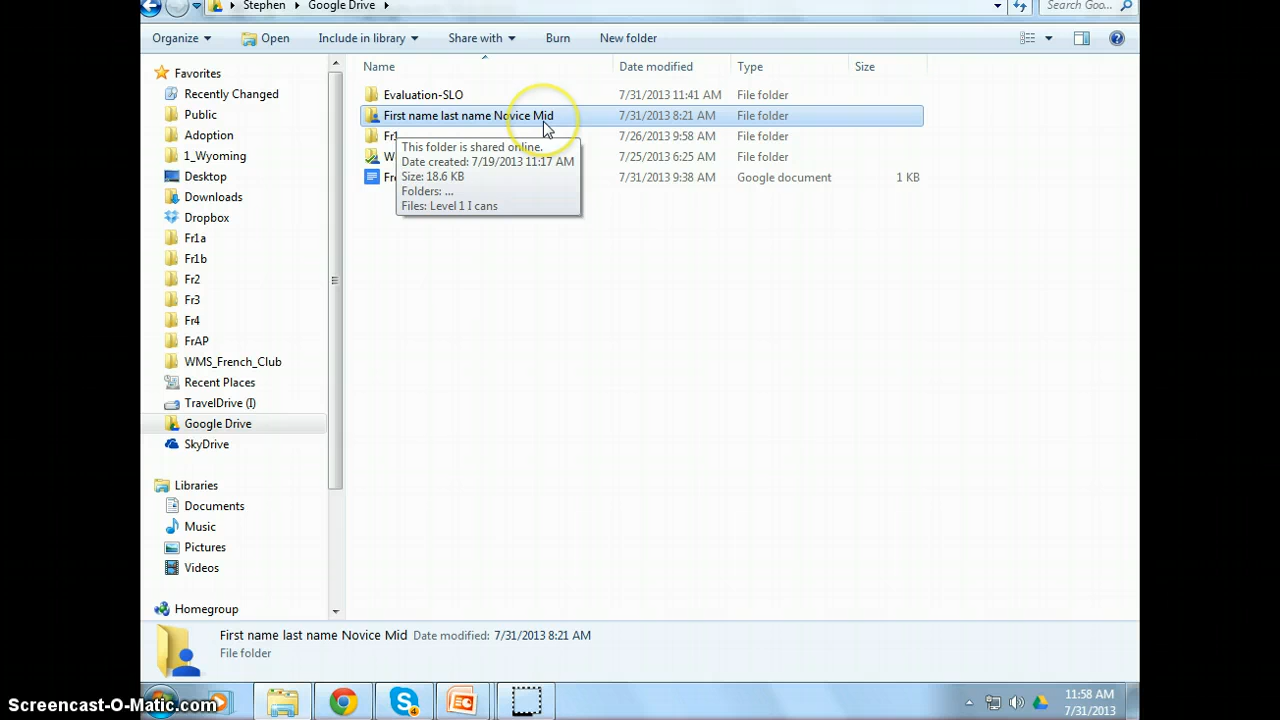 Stephen ▸ Google Drive ▸
Search Goo...
Organize Open Include in library Share with Burn New folder
Name Date modified Type Size
Favorites
Recently Changed
Public
Adoption
1_Wyoming
Desktop
Downloads
Dropbox
Fr1a
Fr1b
Fr2
Fr3
Fr4
FrAP
WMS_French_Club
Recent Places
TravelDrive (I)
Google Drive
SkyDrive
Libraries
Documents
Music
Pictures
Videos
Homegroup
Evaluation-SLO 7/31/2013 11:41 AM File folder
First name last name Novice Mid 7/31/2013 8:21 AM File folder
Fr1 7/26/2013 9:58 AM File folder
7/25/2013 6:25 AM File folder
7/31/2013 9:38 AM Google document 1 KB
This folder is shared online.
Date created: 7/19/2013 11:17 AM
Size: 18.6 KB
Folders: ...
Files: Level 1 I cans
First name last name Novice Mid Date modified: 7/31/2013 8:21 AM
File folder
Screencast-O-Matic.com
4
11:58 AM
7/31/2013